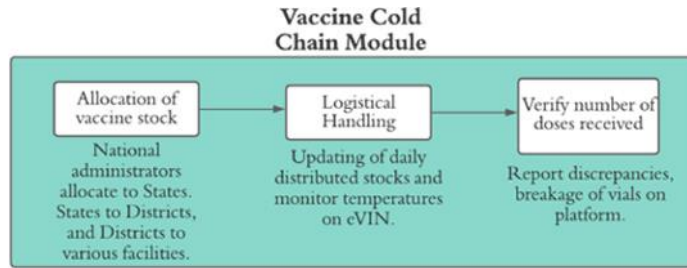 Vaccine Cold
Chain Module
Allocation of
vaccine stock
National
administrators
allocate to States.
States to Districts,
and Districts to
various facilities.
Logistical
Handling
Updating of daily
distributed stocks and
monitor temperatures
on eVIN.
Verify number of
doses received
Report discrepancies,
breakage of vials on
platform.